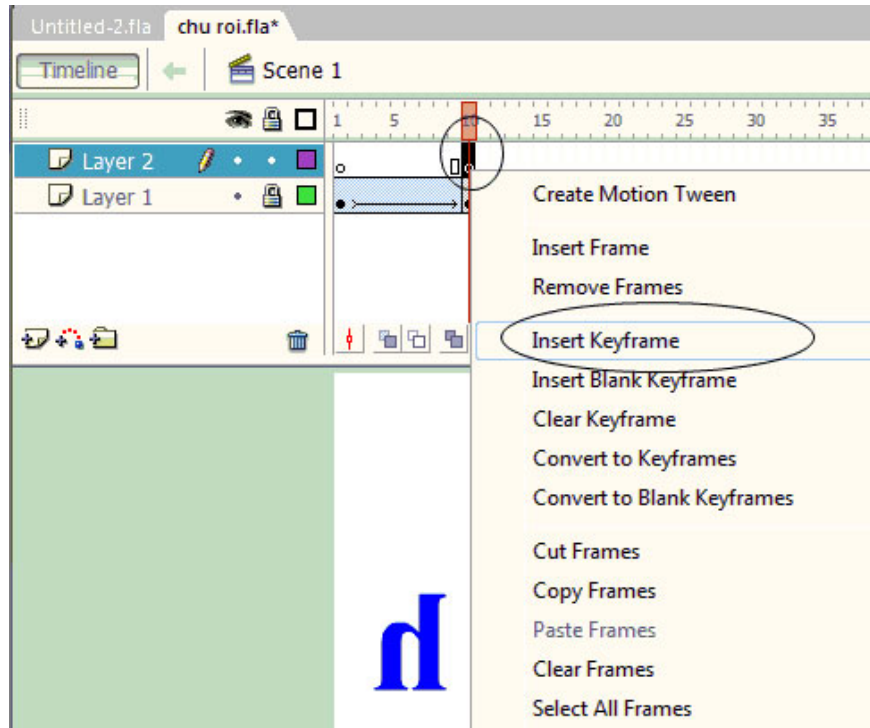 Untitled-2.fla chu roi.fla*
Timeline Scene 1
1 5 10 15 20 25 30 35
Layer 2
Layer 1
Create Motion Tween
Insert Frame
Remove Frames
Insert Keyframe
Insert Blank Keyframe
Clear Keyframe
Convert to Keyframes
Convert to Blank Keyframes
Cut Frames
Copy Frames
Paste Frames
Clear Frames
Select All Frames